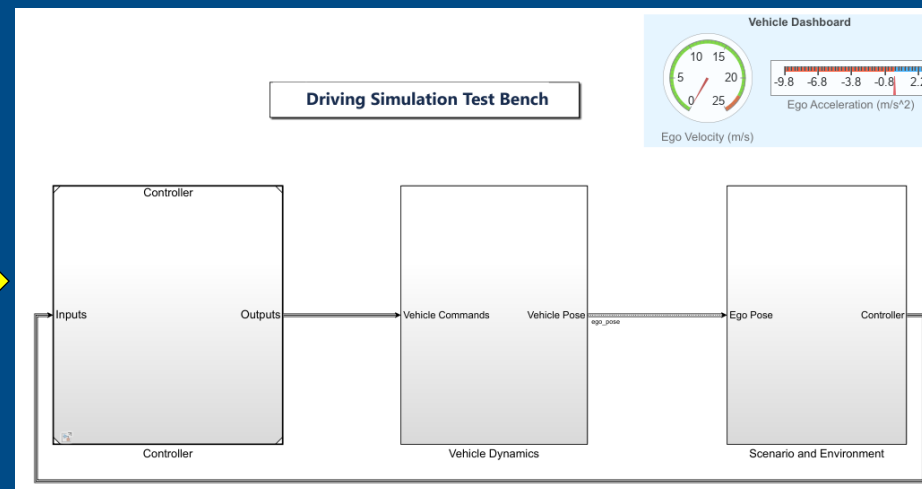 Vehicle Dashboard
0 5 10 15 20 25
Ego Velocity (m/s)
-9.8 -6.8 -3.8 -0.8 2.2
Ego Acceleration (m/s^2)
Driving Simulation Test Bench
Controller
Inputs
Outputs
Controller
Vehicle Commands
Vehicle Pose
ego_pose
Vehicle Dynamics
Ego Pose
Controller
Scenario and Environment